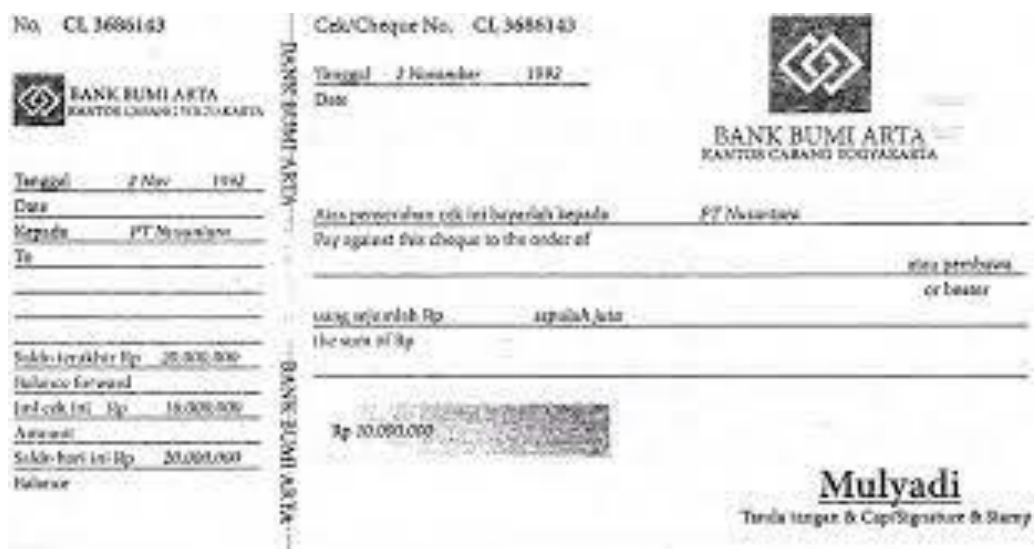 No. CL 3686143
BANK BUMI ARTA
KANTOR CABANG YOGYAKARTA
Tanggal 2 Nov 1992
Date
Kepada PT Nusantara
To
Saldo terakhir Rp 20.000.000
Balance forward
Jml cek ini Rp
Amount
Saldo hari ini Rp 20.000.000
Balance
BANK BUMI ARTA
BANK BUMI ARTA
Cek/Cheque No. CL 3686143
Tanggal 2 November 1992
Date
BANK BUMI ARTA
KANTOR CABANG YOGYAKARTA
Atas penyerahan cek ini bayarlah kepada PT Nusantara
Pay against this cheque to the order of
atau pembawa
or bearer
uang sejumlah Rp sepuluh juta
the sum of Rp
Rp 10.000.000
Mulyadi
Tanda tangan & Cap/Signature & Stamp